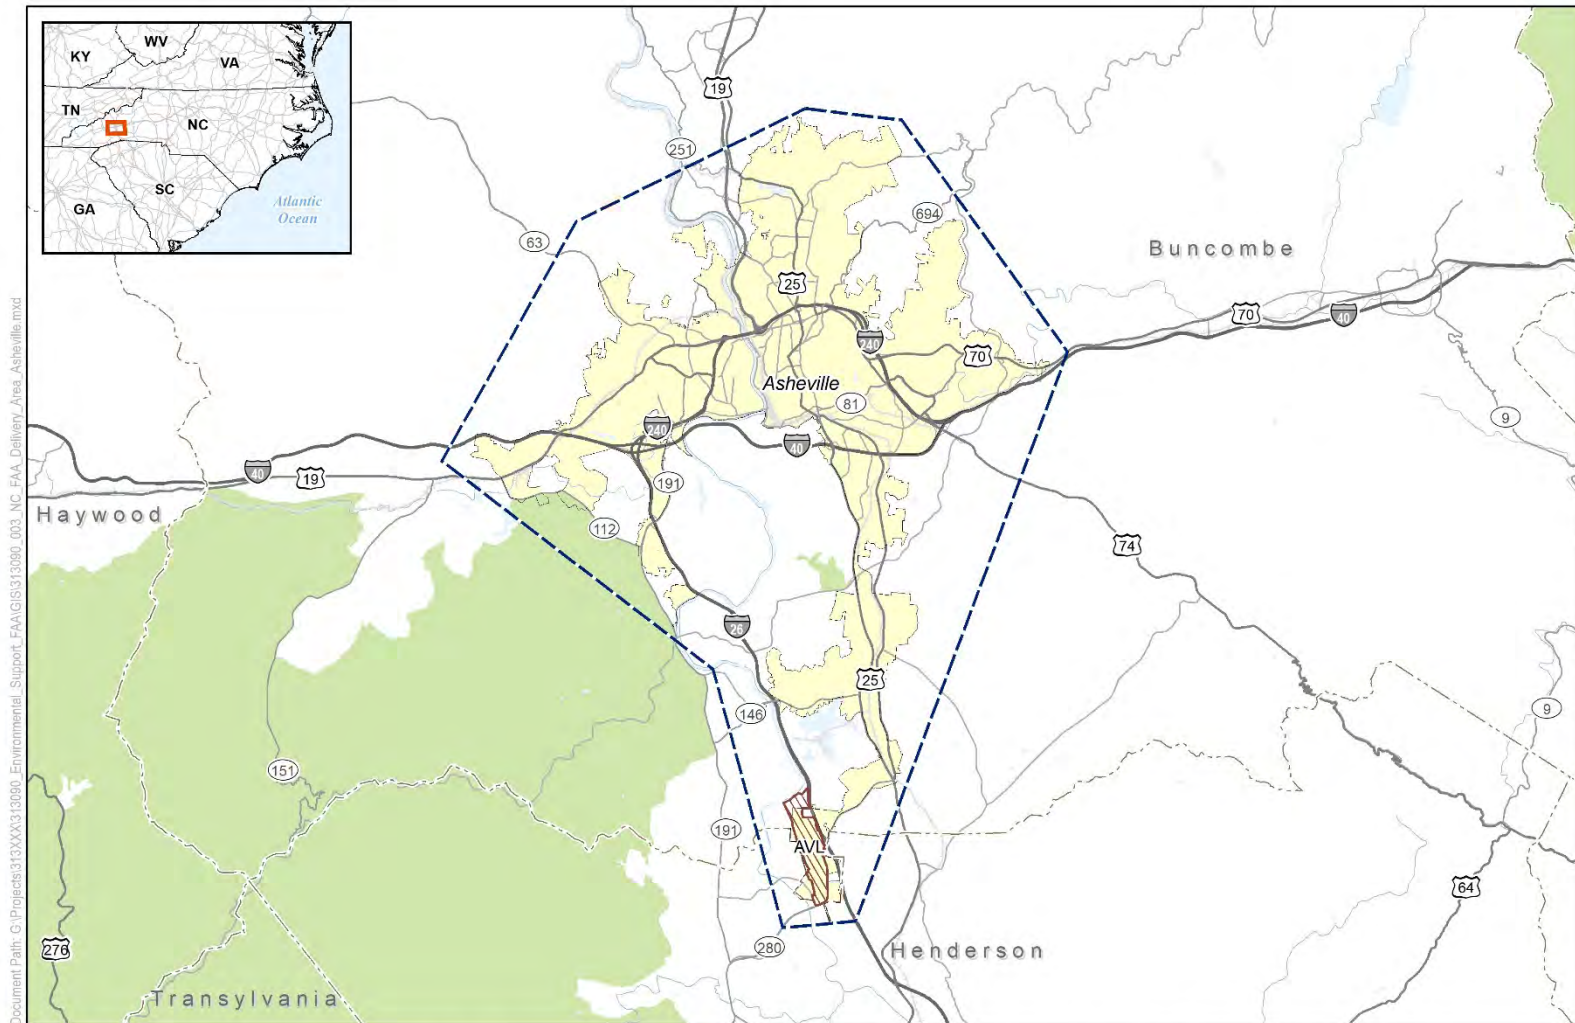 KY
WV
VA
TN
NC
SC
GA
Atlantic
Ocean
19
251
694
63
Buncombe
25
70
40
240
70
Asheville
81
9
240
40
40
19
191
Haywood
112
74
26
25
146
9
151
191
AVL
64
276
280
Henderson
Transylvania
Document Path: G:\Projects\313XXX\313090_Environmental_Support_FAA\GIS\313090_003_NC_FAA_Delivery_Area_Asheville.mxd